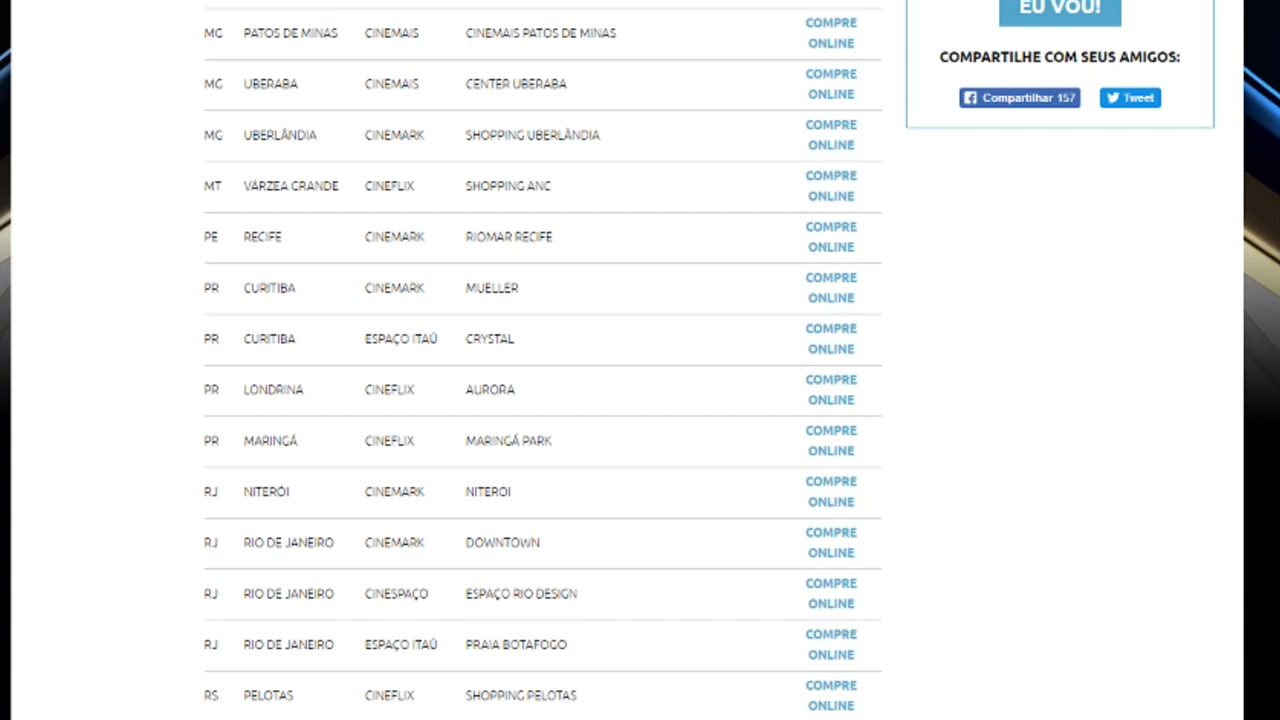 MG PATOS DE MINAS CINEMAIS CINEMAIS PATOS DE MINAS COMPRE ONLINE
MG UBERABA CINEMAIS CENTER UBERABA COMPRE ONLINE
MG UBERLÂNDIA CINEMARK SHOPPING UBERLÂNDIA COMPRE ONLINE
MT VÁRZEA GRANDE CINEFLIX SHOPPING ANC COMPRE ONLINE
PE RECIFE CINEMARK RIOMAR RECIFE COMPRE ONLINE
PR CURITIBA CINEMARK MUELLER COMPRE ONLINE
PR CURITIBA ESPAÇO ITAÚ CRYSTAL COMPRE ONLINE
PR LONDRINA CINEFLIX AURORA COMPRE ONLINE
PR MARINGÁ CINEFLIX MARINGÁ PARK COMPRE ONLINE
RJ NITERÓI CINEMARK NITEROI COMPRE ONLINE
RJ RIO DE JANEIRO CINEMARK DOWNTOWN COMPRE ONLINE
RJ RIO DE JANEIRO CINESPAÇO ESPAÇO RIO DESIGN COMPRE ONLINE
RJ RIO DE JANEIRO ESPAÇO ITAÚ PRAIA BOTAFOGO COMPRE ONLINE
RS PELOTAS CINEFLIX SHOPPING PELOTAS COMPRE ONLINE
EU VOU!
COMPARTILHE COM SEUS AMIGOS:
Compartilhar 157 Tweet